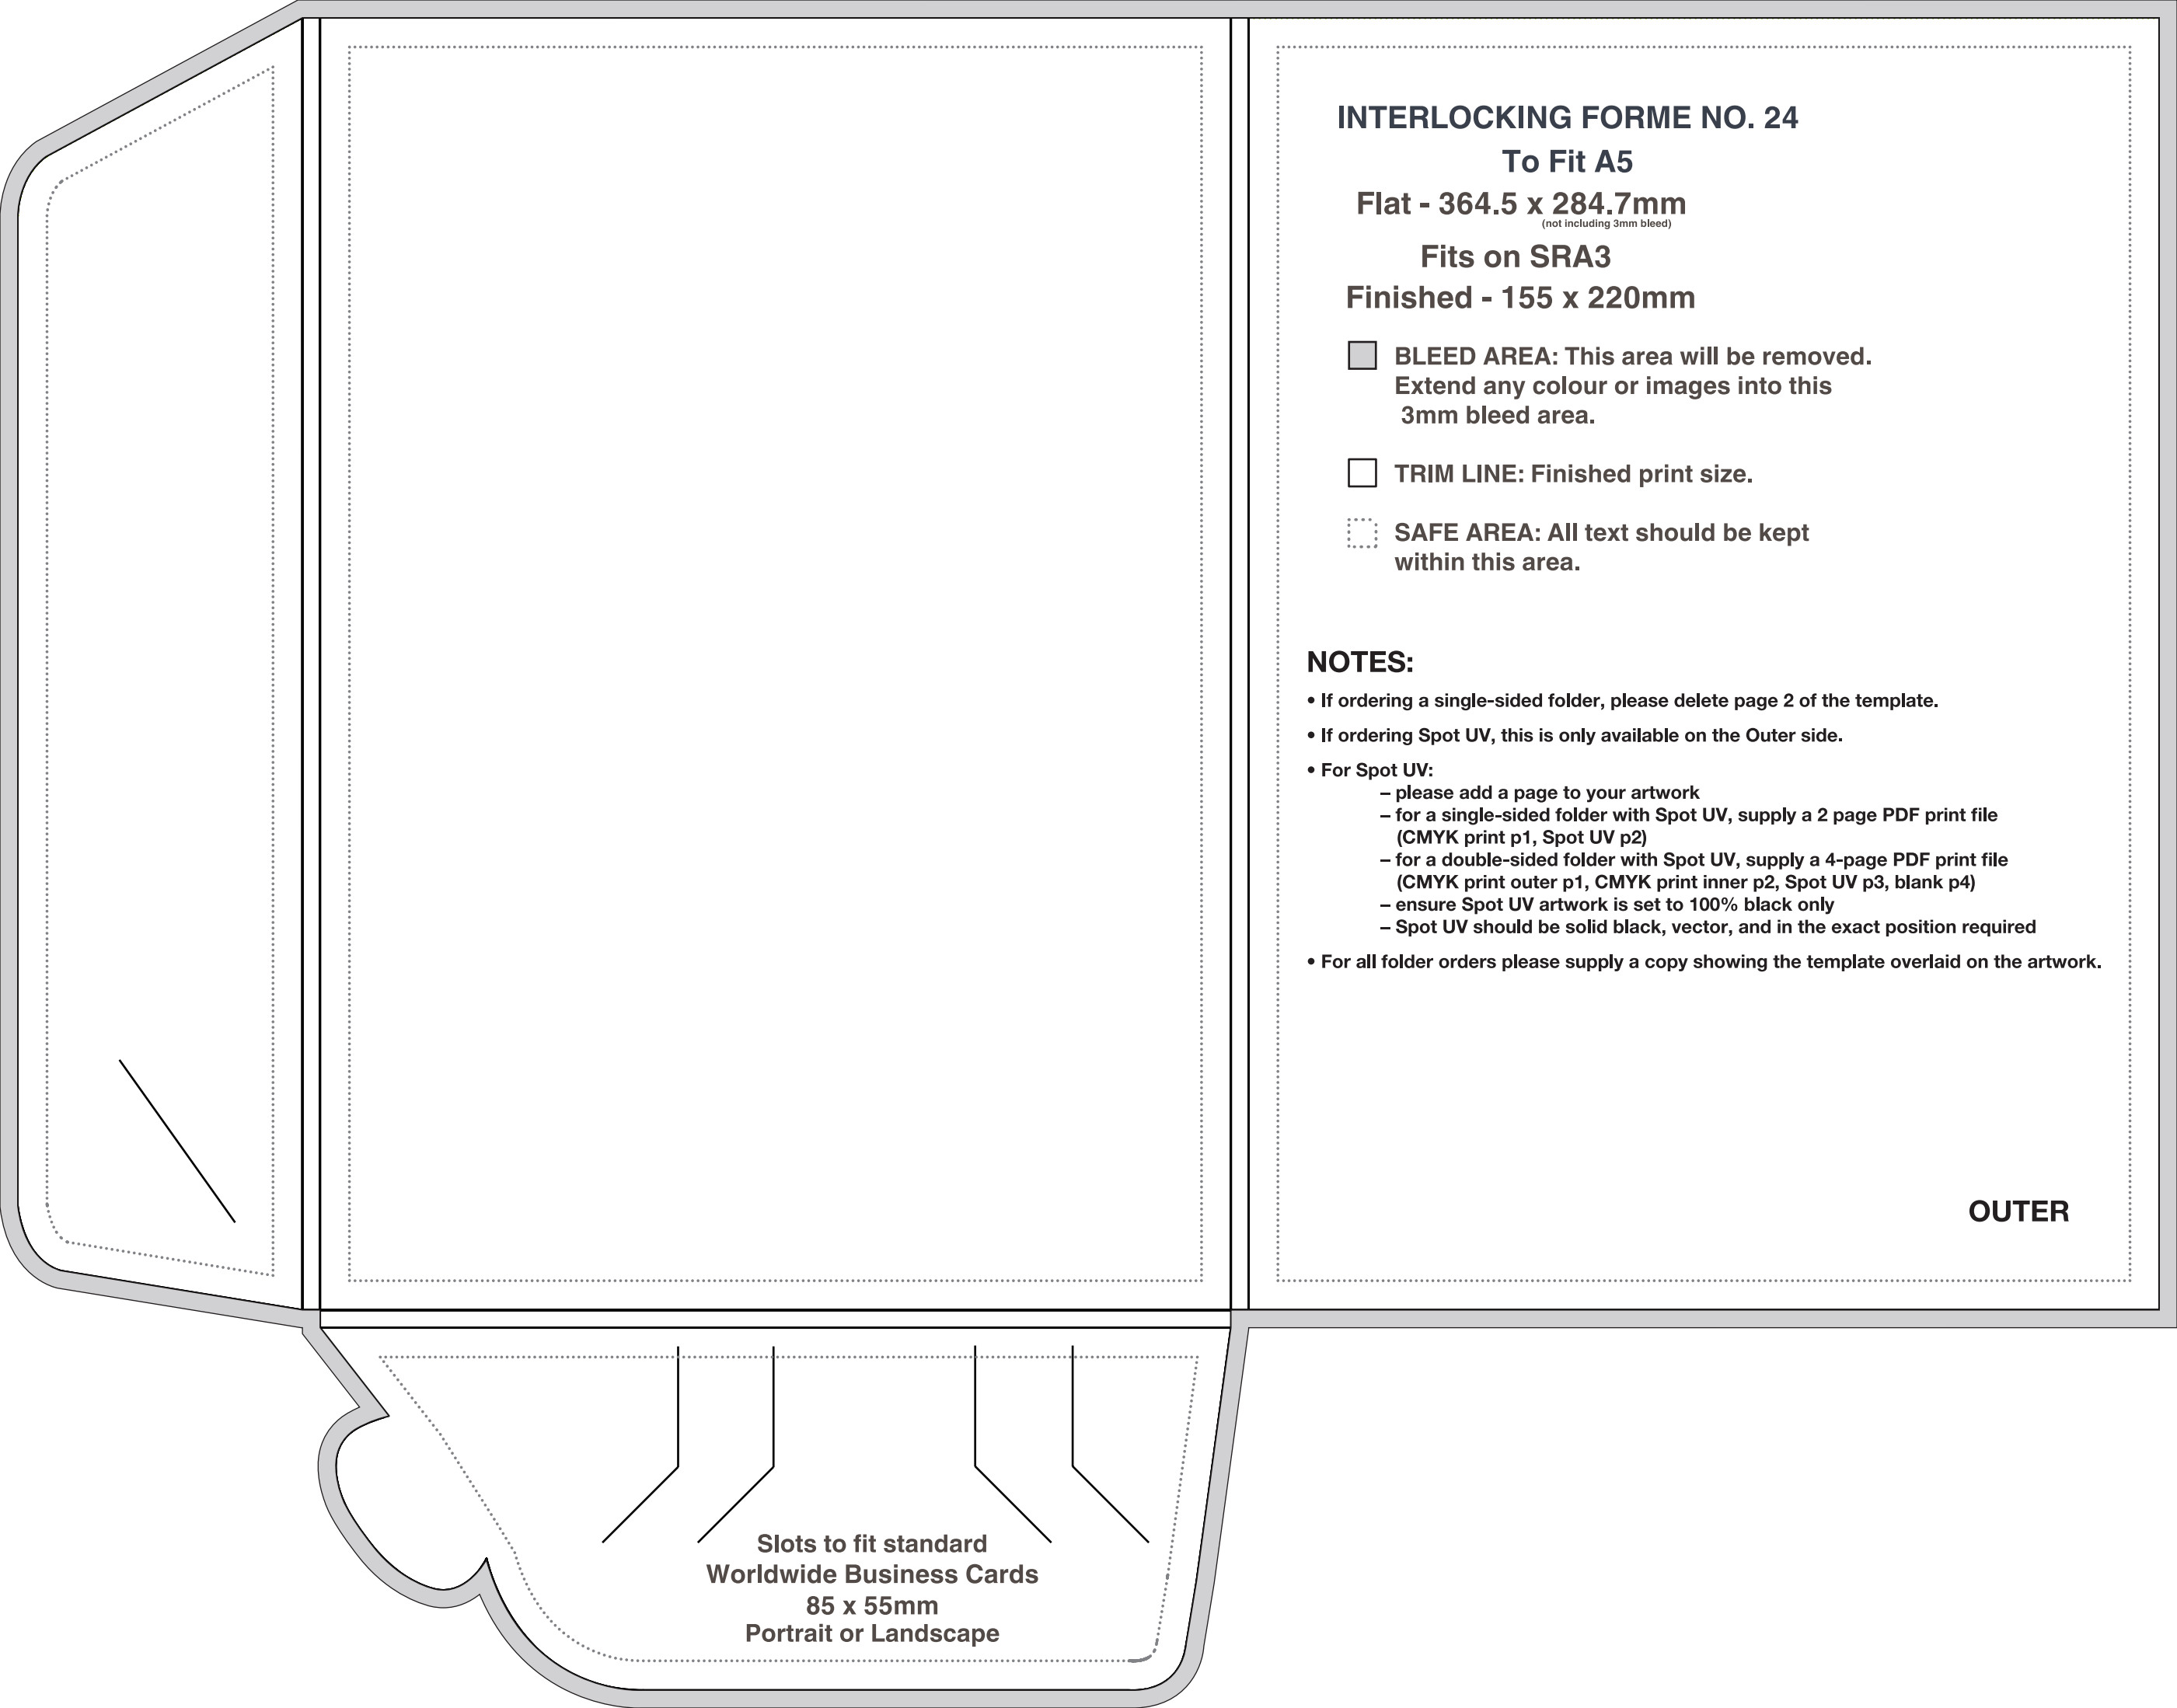 INTERLOCKING FORME NO. 24
To Fit A5
Flat - 364.5 x 284.7mm
(not including 3mm bleed)
Fits on SRA3
Finished - 155 x 220mm
BLEED AREA: This area will be removed.
Extend any colour or images into this
3mm bleed area.
TRIM LINE: Finished print size.
SAFE AREA: All text should be kept
within this area.
NOTES:
• If ordering a single-sided folder, please delete page 2 of the template.
• If ordering Spot UV, this is only available on the Outer side.
• For Spot UV:
– please add a page to your artwork
– for a single-sided folder with Spot UV, supply a 2 page PDF print file
(CMYK print p1, Spot UV p2)
– for a double-sided folder with Spot UV, supply a 4-page PDF print file
(CMYK print outer p1, CMYK print inner p2, Spot UV p3, blank p4)
– ensure Spot UV artwork is set to 100% black only
– Spot UV should be solid black, vector, and in the exact position required
• For all folder orders please supply a copy showing the template overlaid on the artwork.
OUTER
Slots to fit standard
Worldwide Business Cards
85 x 55mm
Portrait or Landscape